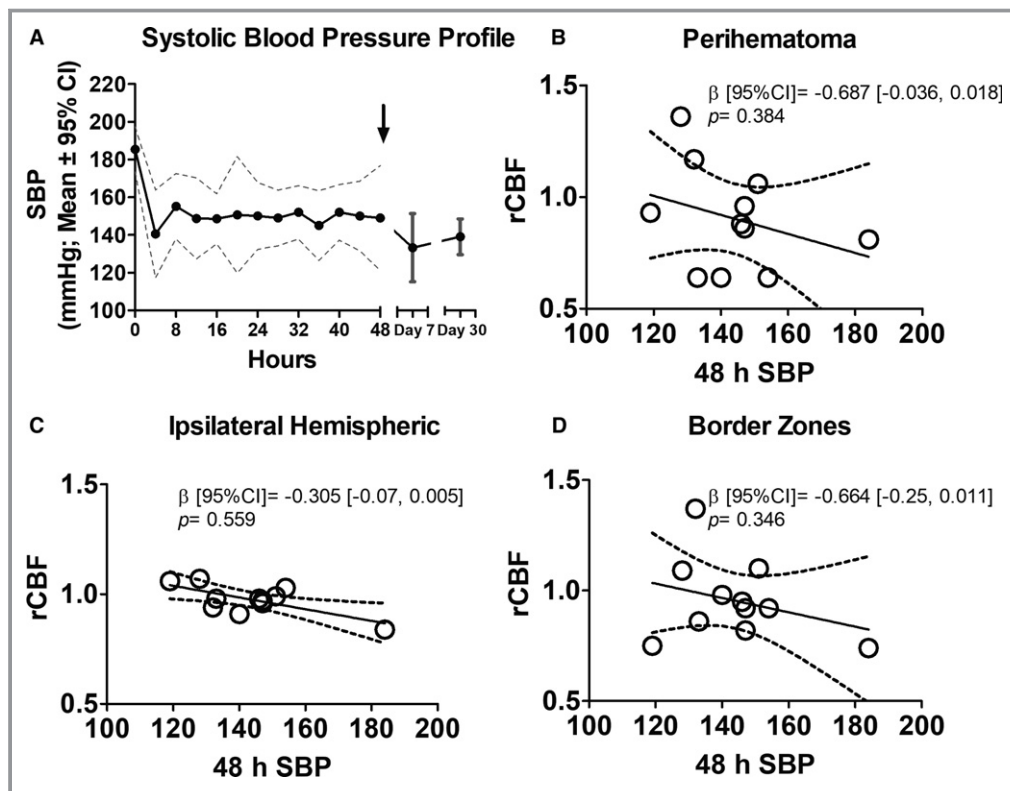 A
Systolic Blood Pressure Profile
SBP
(mmHg; Mean ± 95% CI)
220
200
180
160
140
120
100
0 8 16 24 32 40 48 Day 7 Day 30
Hours
B
Perihematoma
β [95%CI]= -0.687 [-0.036, 0.018]
p= 0.384
rCBF
1.5
1.0
0.5
100 120 140 160 180 200
48 h SBP
C
Ipsilateral Hemispheric
β [95%CI]= -0.305 [-0.07, 0.005]
p= 0.559
rCBF
1.5
1.0
0.5
100 120 140 160 180 200
48 h SBP
D
Border Zones
β [95%CI]= -0.664 [-0.25, 0.011]
p= 0.346
rCBF
1.5
1.0
0.5
100 120 140 160 180 200
48 h SBP